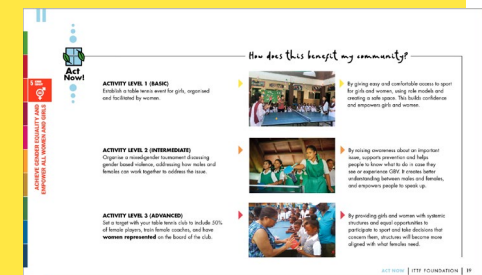 How does this benefit my community?
Act
Now!
5
ACHIEVE GENDER EQUALITY AND
EMPOWER ALL WOMEN AND GIRLS
ACTIVITY LEVEL 1 (BASIC)
Establish a table tennis event for girls, organised
and facilitated by women.
By giving easy and comfortable access to sport
for girls and women, using role models and
creating a safe space. This builds confidence
and empowers girls and women.
ACTIVITY LEVEL 2 (INTERMEDIATE)
Organise a mixed-gender tournament discussing
gender based violence, addressing how males and
females can work together to address the issue.
By raising awareness about an important
issue, supports prevention and helps
people to know what to do in case they
see or experience GBV. It creates better
understanding between males and females,
and empowers people to speak up.
ACTIVITY LEVEL 3 (ADVANCED)
Set a target with your table tennis club to include 50%
of female players, train female coaches, and have
women represented on the board of the club.
By providing girls and women with systemic
structures and equal opportunities to
participate to sport and take decisions that
concern them, structures will become more
aligned with what females need.
ACT NOW | ITTF FOUNDATION |